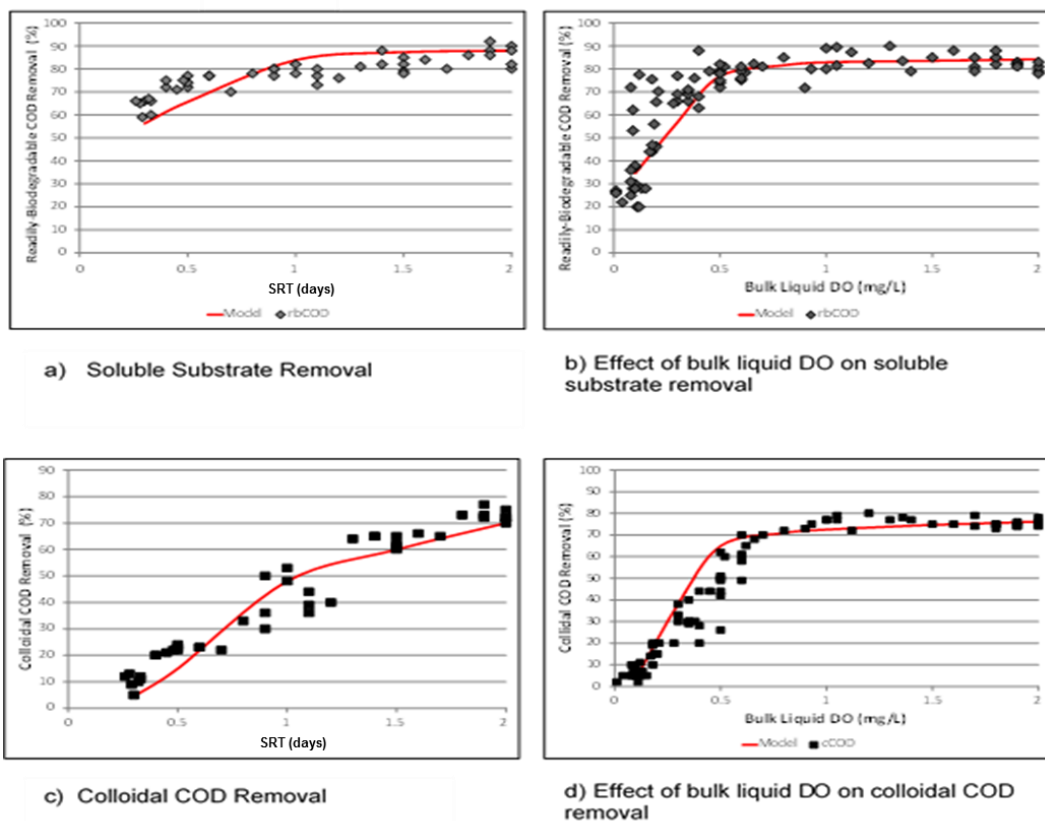 Readily-Biodegradable COD Removal (%)
100
90
80
70
60
50
40
30
20
10
0
0 0.5 1 1.5 2
SRT (days)
Model rbCOD
a) Soluble Substrate Removal
Readily-Biodegradable COD Removal (%)
100
90
80
70
60
50
40
30
20
10
0
0 0.5 1 1.5 2
Bulk Liquid DO (mg/L)
Model rbCOD
b) Effect of bulk liquid DO on soluble
substrate removal
Colloidal COD Removal (%)
90
80
70
60
50
40
30
20
10
0
0 0.5 1 1.5 2
SRT (days)
c) Colloidal COD Removal
Collidal COD Removal (%)
100
90
80
70
60
50
40
30
20
10
0
0 0.5 1 1.5 2
Bulk Liquid DO (mg/L)
Model cCOD
d) Effect of bulk liquid DO on colloidal COD
removal